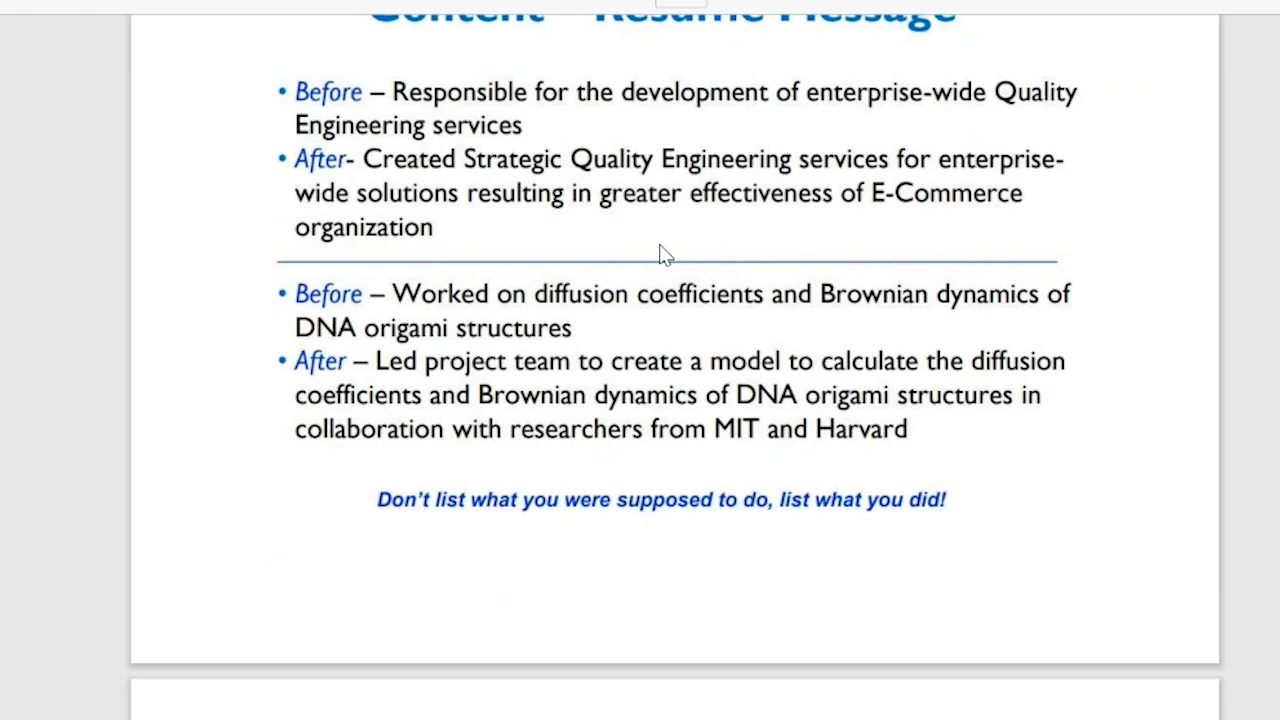 Content – Resume Message
• Before – Responsible for the development of enterprise-wide Quality
Engineering services
• After- Created Strategic Quality Engineering services for enterprise-
wide solutions resulting in greater effectiveness of E-Commerce
organization
• Before – Worked on diffusion coefficients and Brownian dynamics of
DNA origami structures
• After – Led project team to create a model to calculate the diffusion
coefficients and Brownian dynamics of DNA origami structures in
collaboration with researchers from MIT and Harvard
Don’t list what you were supposed to do, list what you did!